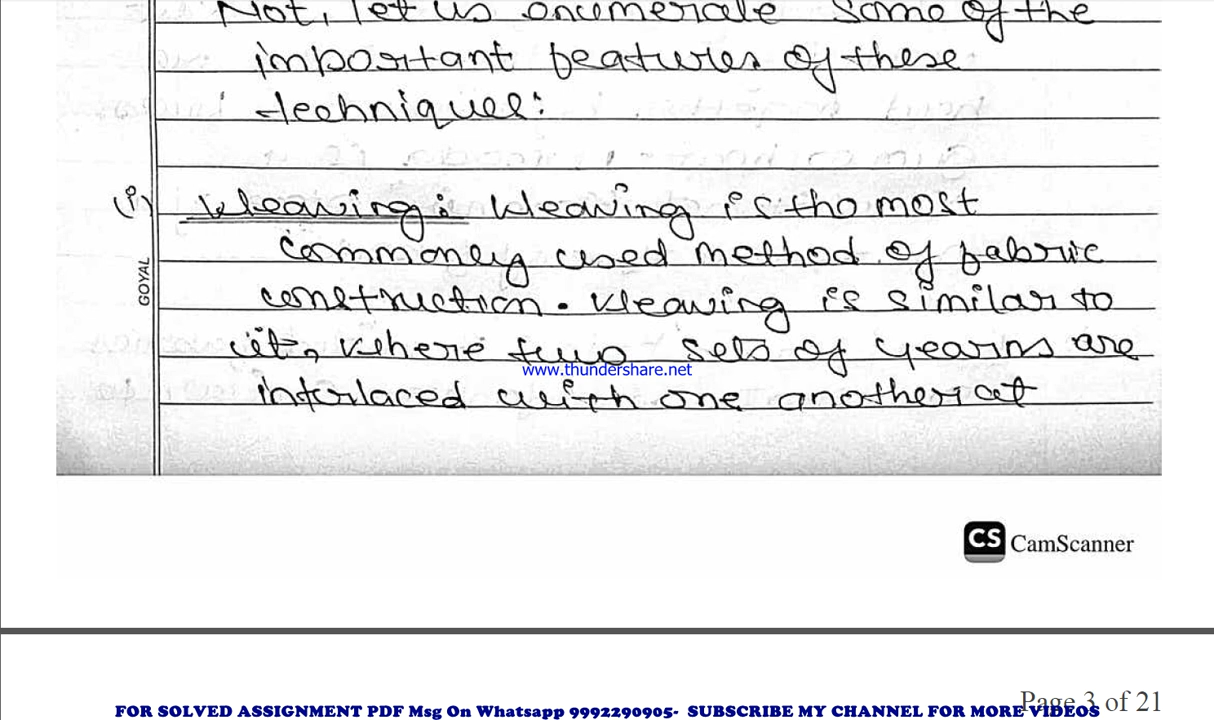 Not, let us enumerate some of the
important features of these
techniques:
(i) Weaving: Weaving is the most
commonly used method of fabric
construction. Weaving is similar to
it, where two sets of yearns are
www.thundershare.net
interlaced with one another at
GOYAL
CS CamScanner
Page 3 of 21
FOR SOLVED ASSIGNMENT PDF Msg On Whatsapp 9992290905- SUBSCRIBE MY CHANNEL FOR MORE VIDEOS